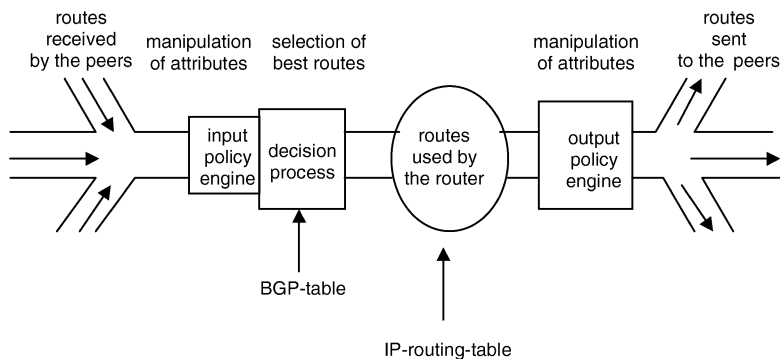 routes
received
by the peers
manipulation
of attributes
selection of
best routes
manipulation
of attributes
routes
sent
to the peers
input
policy
engine
decision
process
routes
used by
the router
output
policy
engine
BGP-table
IP-routing-table